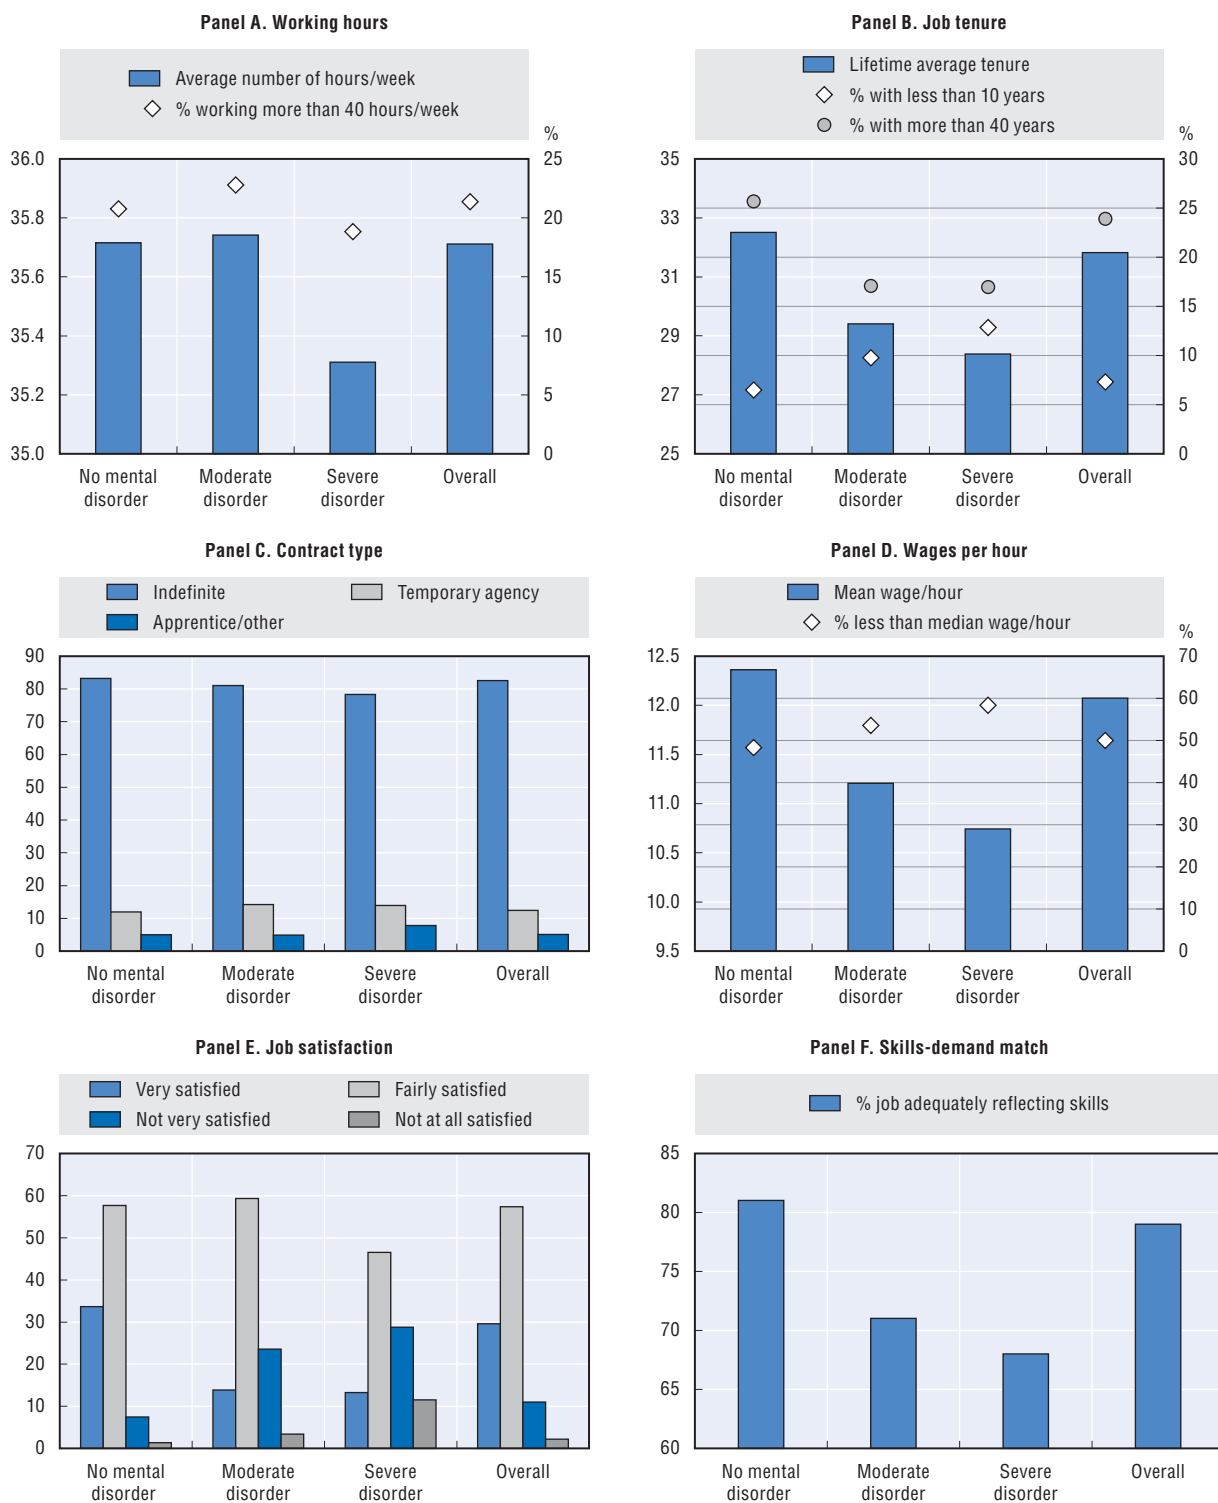 Panel A. Working hours
Average number of hours/week
% working more than 40 hours/week
%
36.0
35.8
35.6
35.4
35.2
35.0
25
20
15
10
5
0
No mental
disorder
Moderate
disorder
Severe
disorder
Overall
Panel B. Job tenure
Lifetime average tenure
% with less than 10 years
% with more than 40 years
%
35
33
31
29
27
25
30
25
20
15
10
5
0
No mental
disorder
Moderate
disorder
Severe
disorder
Overall
Panel C. Contract type
Indefinite
Temporary agency
Apprentice/other
90
80
70
60
50
40
30
20
10
0
No mental
disorder
Moderate
disorder
Severe
disorder
Overall
Panel D. Wages per hour
Mean wage/hour
% less than median wage/hour
%
12.5
12.0
11.5
11.0
10.5
10.0
9.5
70
60
50
40
30
20
10
0
No mental
disorder
Moderate
disorder
Severe
disorder
Overall
Panel E. Job satisfaction
Very satisfied
Fairly satisfied
Not very satisfied
Not at all satisfied
70
60
50
40
30
20
10
0
No mental
disorder
Moderate
disorder
Severe
disorder
Overall
Panel F. Skills-demand match
% job adequately reflecting skills
85
80
75
70
65
60
No mental
disorder
Moderate
disorder
Severe
disorder
Overall